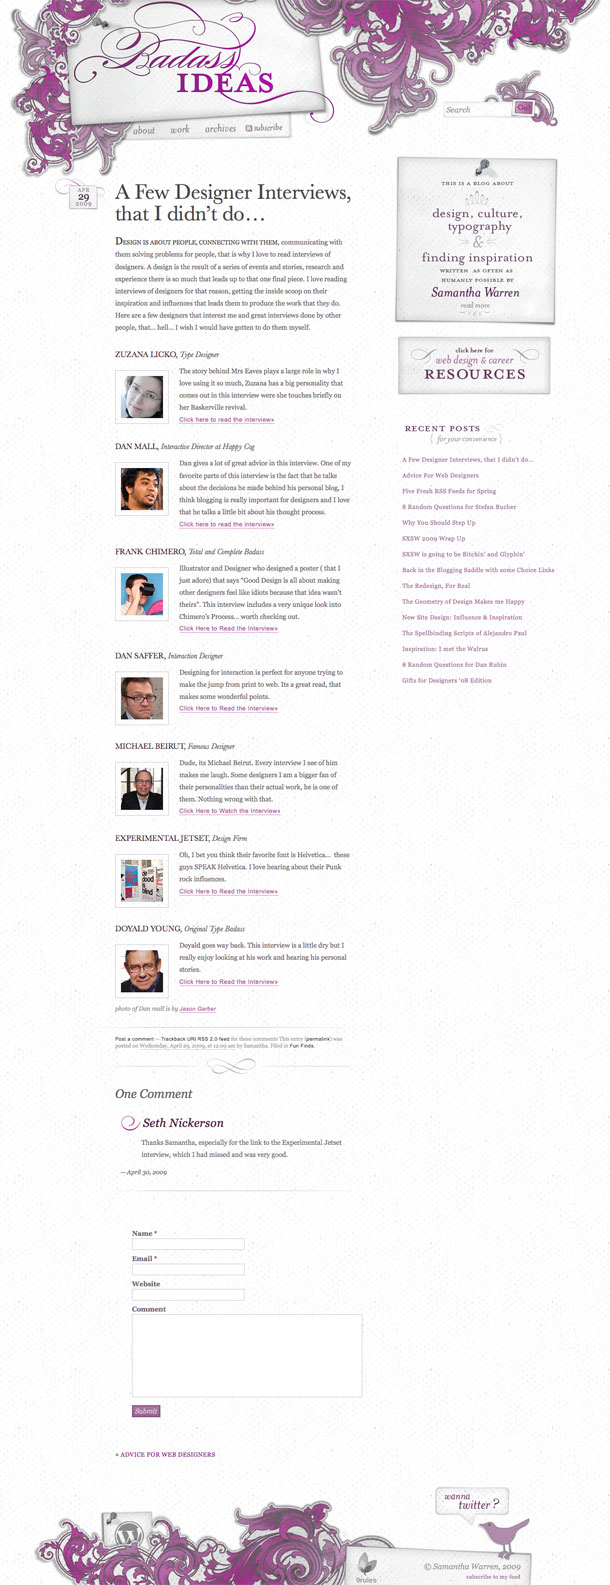 Badass
IDEAS
about work archives subscribe
Search Go!
APR
29
2009
A Few Designer Interviews,
that I didn't do…
DESIGN IS ABOUT PEOPLE, CONNECTING WITH THEM, communicating with
them solving problems for people, that is why I love to read interviews of
designers. A design is the result of a series of events and stories, research and
experience there is so much that leads up to that one final piece. I love reading
interviews of designers for that reason, getting the inside scoop on their
inspiration and influences that leads them to produce the work that they do.
Here are a few designers that interest me and great interviews done by other
people, that… hell… I wish I would have gotten to do them myself.
ZUZANA LICKO, Type Designer
The story behind Mrs Eaves plays a large role in why I
love using it so much, Zuzana has a big personality that
comes out in this interview were she touches briefly on
her Baskerville revival.
Click here to read the interview»
DAN MALL, Interactive Director at Happy Cog
Dan gives a lot of great advice in this interview. One of my
favorite parts of this interview is the fact that he talks
about the decisions he made behind his personal blog, I
think blogging is really important for designers and I love
that he talks a little bit about his thought process.
Click here to read the interview»
FRANK CHIMERO, Total and Complete Badass
Illustrator and Designer who designed a poster ( that I
just adore) that says "Good Design is all about making
other designers feel like idiots because that idea wasn't
theirs". This interview includes a very unique look into
Chimero's Process… worth checking out.
Click Here to Read the Interview»
DAN SAFFER, Interaction Designer
Designing for interaction is perfect for anyone trying to
make the jump from print to web. Its a great read, that
makes some wonderful points.
Click Here to Read the Interview»
MICHAEL BEIRUT, Famous Designer
Dude, its Michael Beirut. Every interview I see of him
makes me laugh. Some designers I am a bigger fan of
their personalities than their actual work, he is one of
them. Nothing wrong with that.
Click Here to Watch the Interview»
EXPERIMENTAL JETSET, Design Firm
Oh, I bet you think their favorite font is Helvetica… these
guys SPEAK Helvetica. I love hearing about their Punk
rock influences.
Click Here to Read the Interview»
DOYALD YOUNG, Original Type Badass
Doyald goes way back. This interview is a little dry but I
really enjoy looking at his work and hearing his personal
stories.
Click Here to Read the Interview»
photo of Dan mall is by Jason Garber
Post a comment — Trackback URI RSS 2.0 feed for these comments This entry (permalink) was
posted on Wednesday, April 29, 2009, at 12:09 am by Samantha. Filed in Fun Finds.
One Comment
Seth Nickerson
Thanks Samantha, especially for the link to the Experimental Jetset
interview, which I had missed and was very good.
— April 30, 2009
Name *
Email *
Website
Comment
Submit
« ADVICE FOR WEB DESIGNERS
THIS IS A BLOG ABOUT
design, culture,
typography
&
finding inspiration
WRITTEN AS OFTEN AS
HUMANLY POSSIBLE BY
Samantha Warren
read more
click here for
web design & career
RESOURCES
RECENT POSTS
{ for your convenience }
A Few Designer Interviews, that I didn't do…
Advice For Web Designers
Five Fresh RSS Feeds for Spring
8 Random Questions for Stefan Bucher
Why You Should Step Up
SXSW 2009 Wrap Up
SXSW is going to be Bitchin' and Glyphin'
Back in the Blogging Saddle with some Choice Links
The Redesign, For Real
The Geometry of Design Makes me Happy
New Site Design: Influence & Inspiration
The Spellbinding Scripts of Alejandro Paul
Inspiration: I met the Walrus
8 Random Questions for Dan Rubin
Gifts for Designers '08 Edition
wanna
twitter?
9rules
© Samantha Warren, 2009
subscribe to my feed